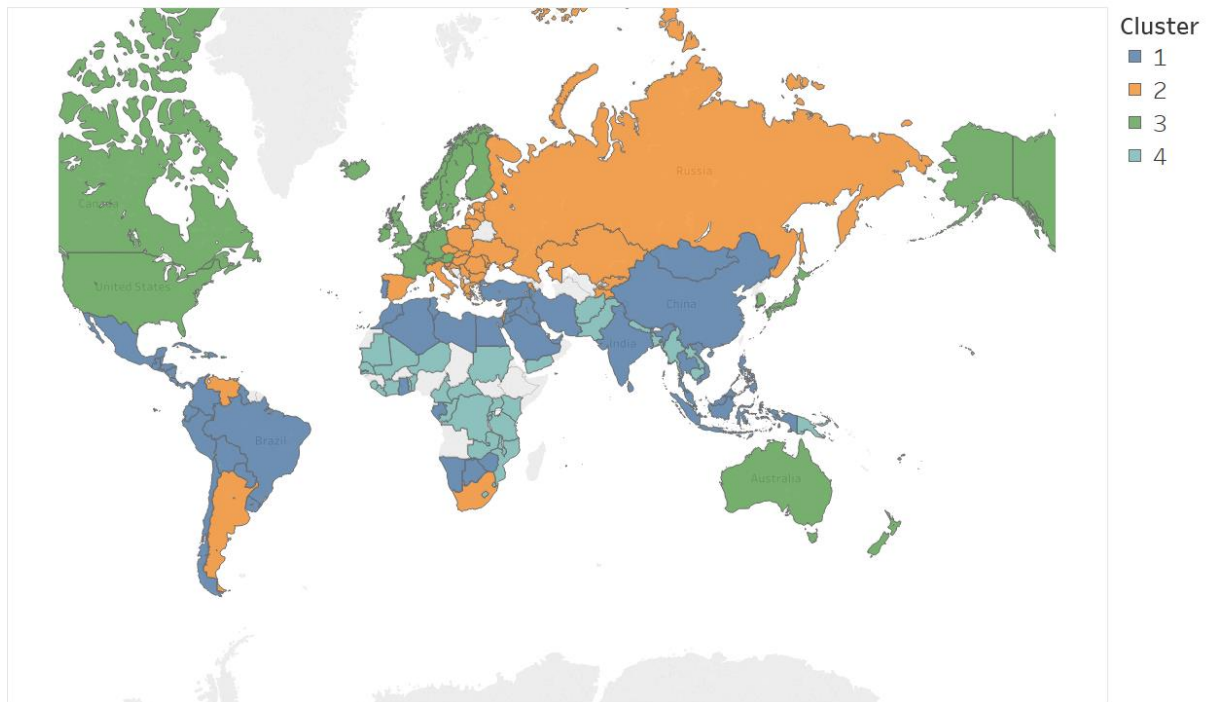 Cluster
1
2
3
4
Russia
Canada
United States
China
India
Brazil
Australia